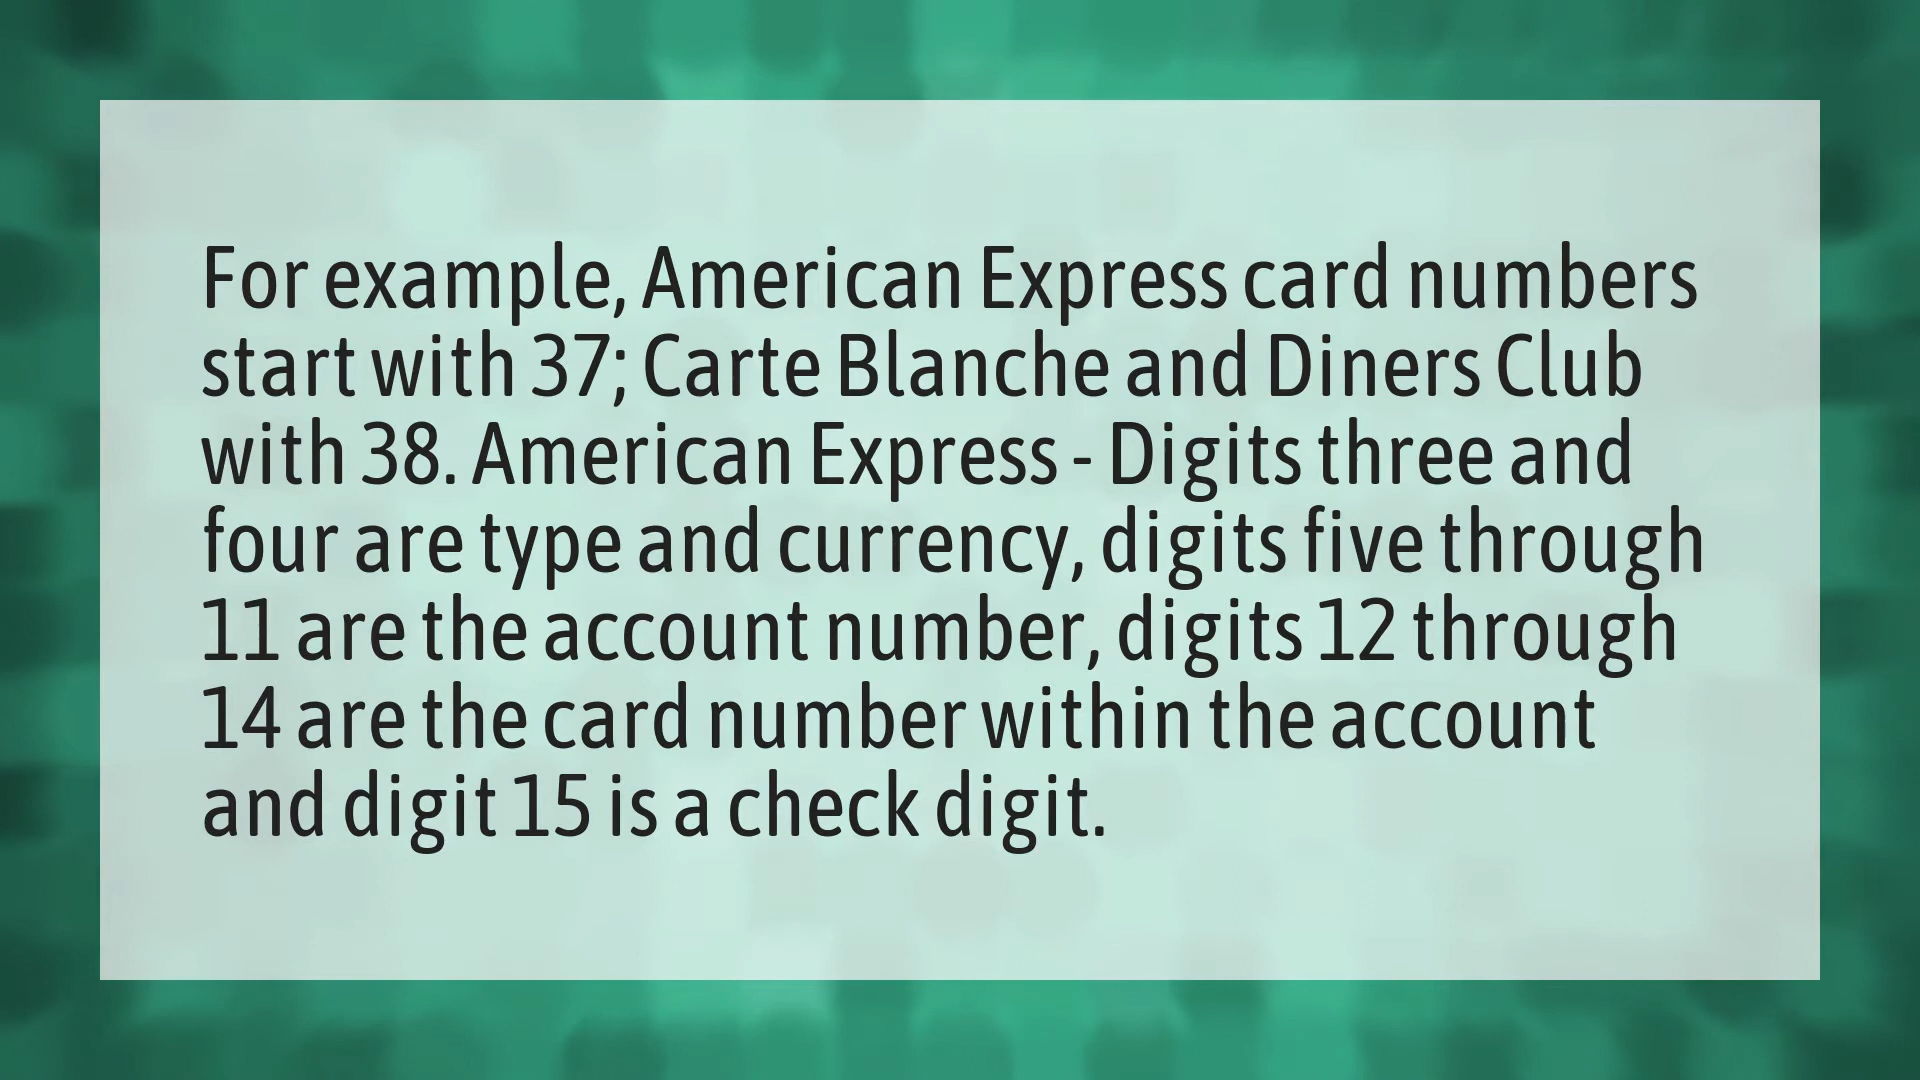 For example, American Express card numbers
start with 37; Carte Blanche and Diners Club
with 38. American Express - Digits three and
four are type and currency, digits five through
11 are the account number, digits 12 through
14 are the card number within the account
and digit 15 is a check digit.